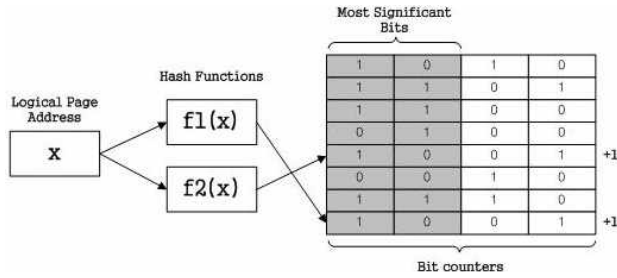 Most Significant
Bits
Hash Functions
Logical Page
Address
x
f1(x)
f2(x)
1 0 1 0
1 1 0 1
1 1 0 0
0 1 0 0
1 0 0 1 +1
0 0 1 0
1 1 1 0
1 0 0 1 +1
Bit counters